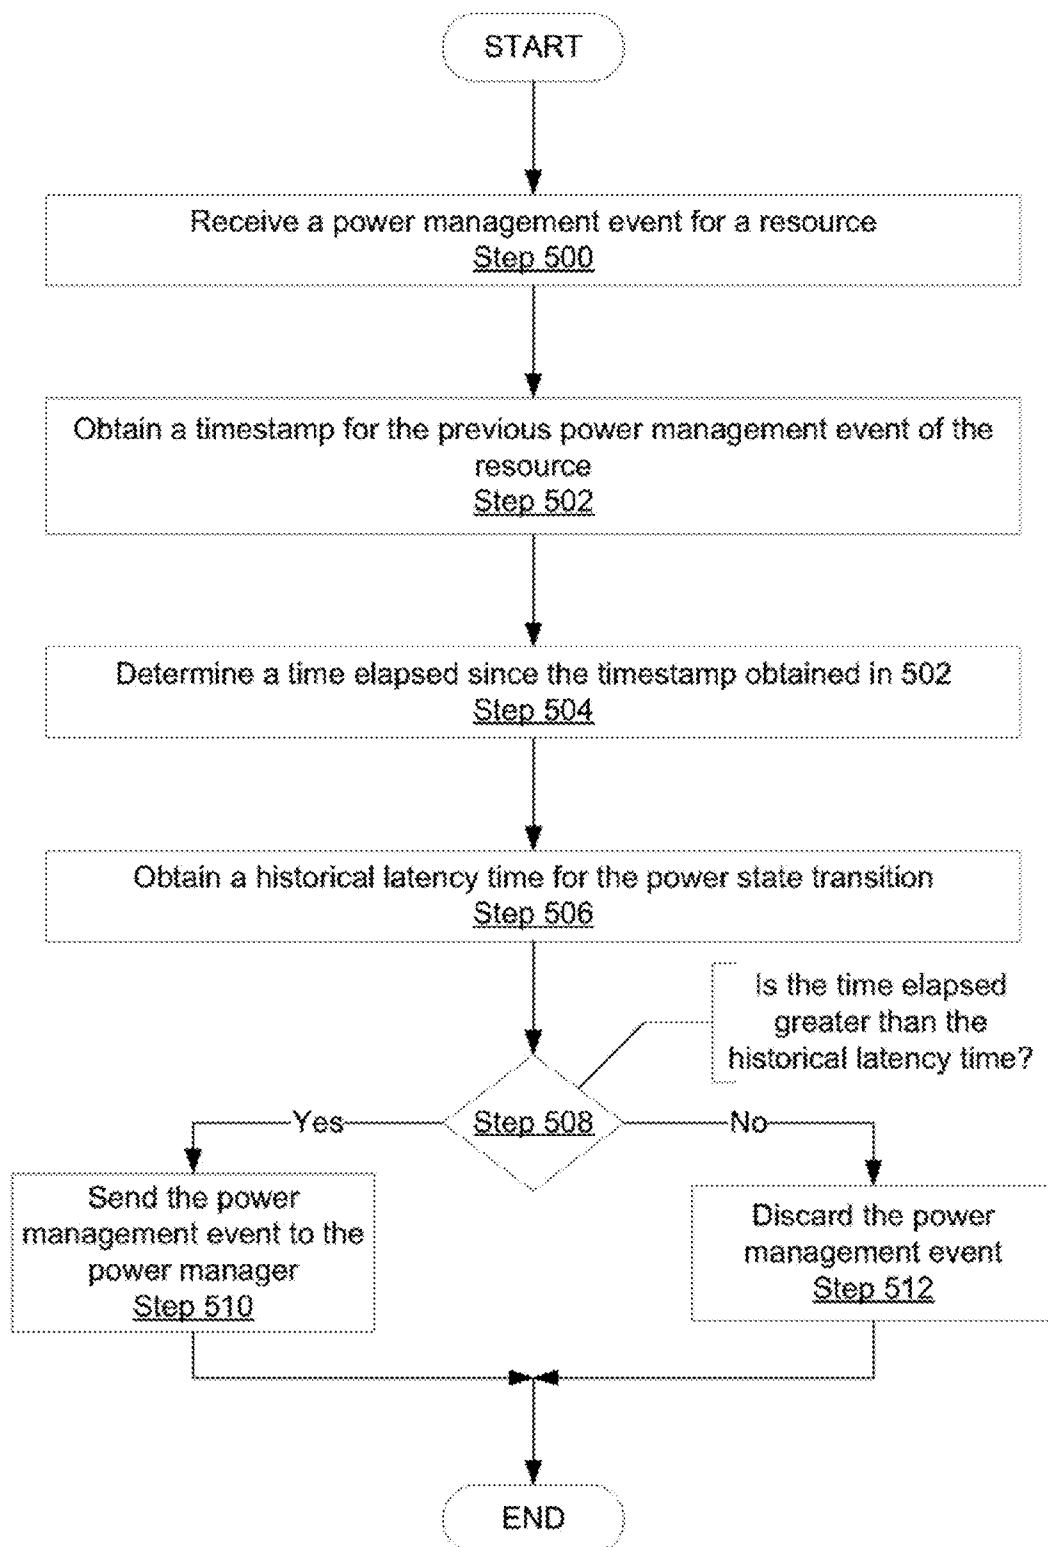 START
Receive a power management event for a resource
Step 500
Obtain a timestamp for the previous power management event of the
resource
Step 502
Determine a time elapsed since the timestamp obtained in 502
Step 504
Obtain a historical latency time for the power state transition
Step 506
Is the time elapsed
greater than the
historical latency time?
Step 508
Yes
No
Send the power
management event to the
power manager
Step 510
Discard the power
management event
Step 512
END